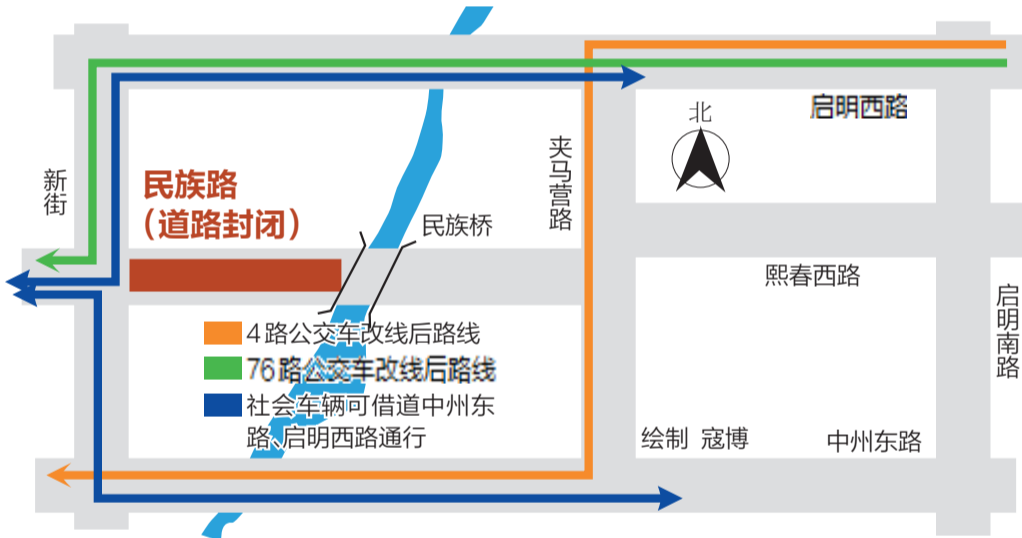 北
启明西路
夹马营路
新街
民族路
（道路封闭）
民族桥
熙春西路
启明南路
4路公交车改线后路线
76路公交车改线后路线
社会车辆可借道中州东
路、启明西路通行
绘制 寇博
中州东路